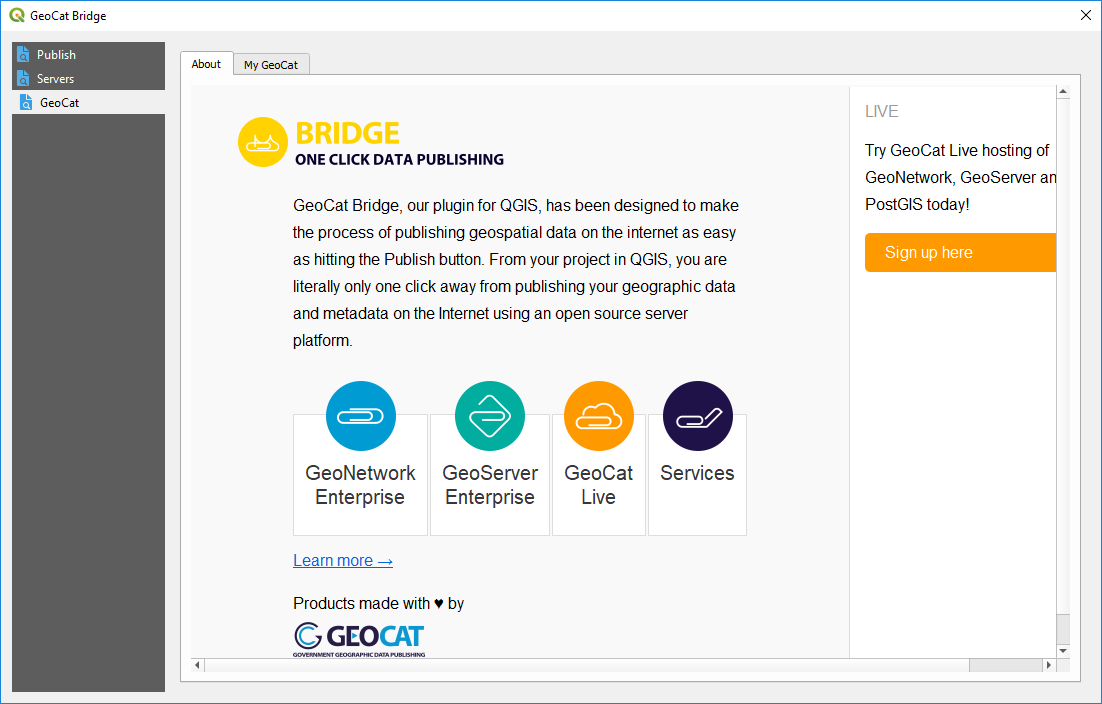 GeoCat Bridge
Publish
Servers
GeoCat
About
My GeoCat
BRIDGE
ONE CLICK DATA PUBLISHING
GeoCat Bridge, our plugin for QGIS, has been designed to make
the process of publishing geospatial data on the internet as easy
as hitting the Publish button. From your project in QGIS, you are
literally only one click away from publishing your geographic data
and metadata on the Internet using an open source server
platform.
GeoNetwork
Enterprise
GeoServer
Enterprise
GeoCat
Live
Services
Learn more →
Products made with ♥ by
GEOCAT
GOVERNMENT GEOGRAPHIC DATA PUBLISHING
LIVE
Try GeoCat Live hosting of
GeoNetwork, GeoServer an
PostGIS today!
Sign up here